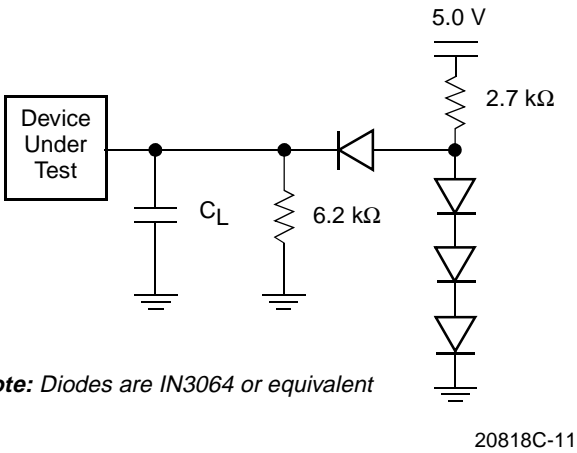 5.0 V
2.7 kΩ
Device
Under
Test
CL
6.2 kΩ
ote: Diodes are IN3064 or equivalent
20818C-11